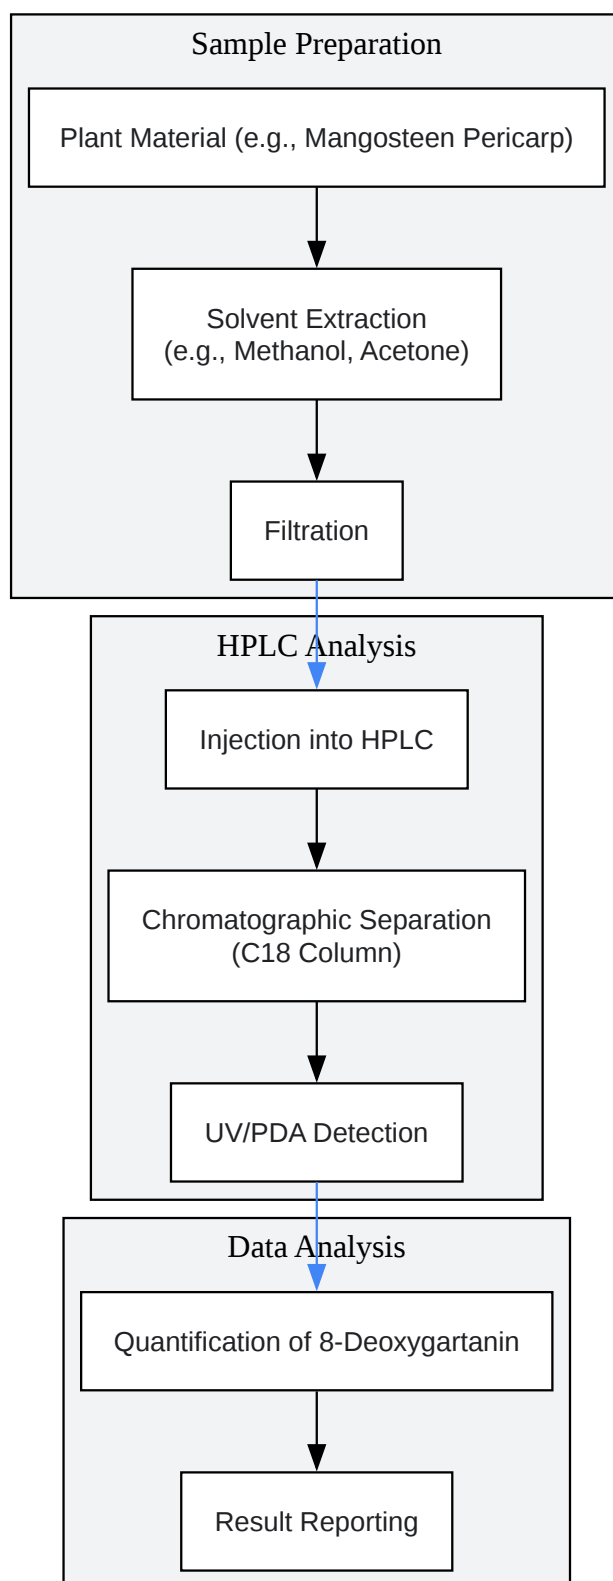 Sample Preparation
Plant Material (e.g., Mangosteen Pericarp)
Solvent Extraction
(e.g., Methanol, Acetone)
Filtration
HPLC Analysis
Injection into HPLC
Chromatographic Separation
(C18 Column)
UV/PDA Detection
Data Analysis
Quantification of 8-Deoxygartanin
Result Reporting